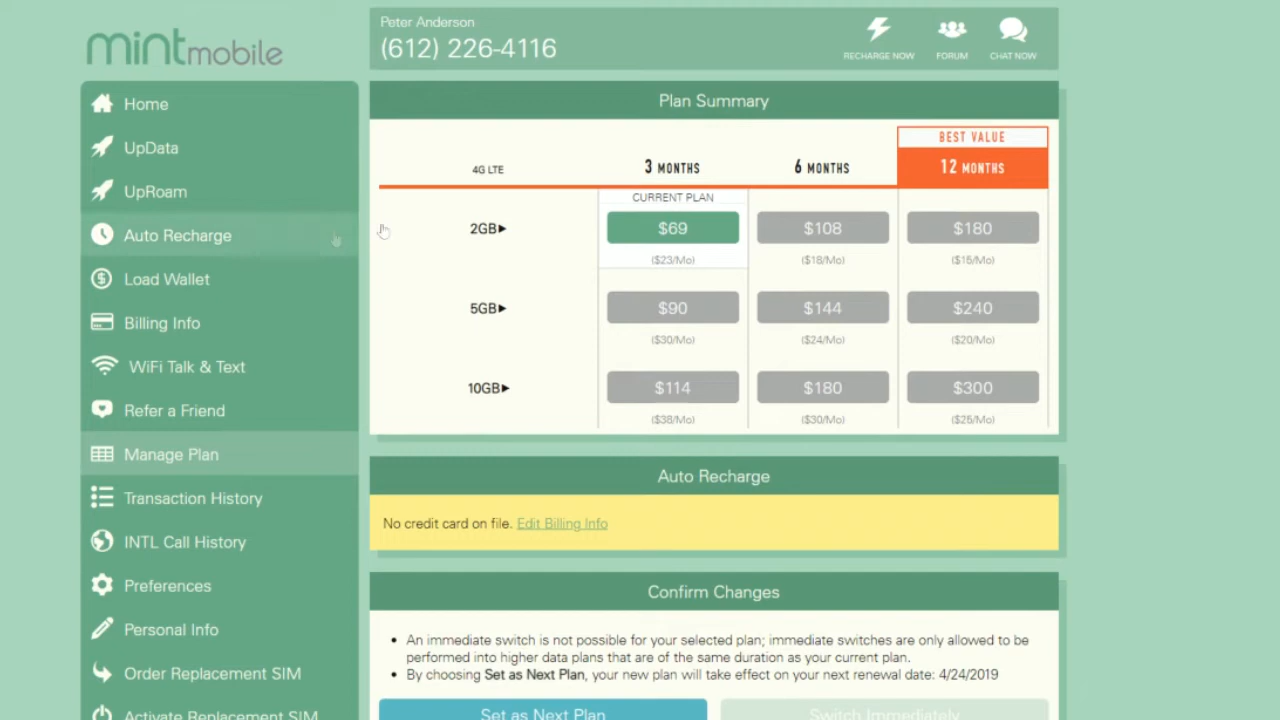 mintmobile
Peter Anderson
(612) 226-4116
RECHARGE NOW
FORUM
CHAT NOW
Home
UpData
UpRoam
Auto Recharge
Load Wallet
Billing Info
WiFi Talk & Text
Refer a Friend
Manage Plan
Transaction History
INTL Call History
Preferences
Personal Info
Order Replacement SIM
Activate Replacement SIM
Plan Summary
BEST VALUE
4G LTE
3 MONTHS
6 MONTHS
12 MONTHS
CURRENT PLAN
2GB▶
$69
$108
$180
($23/Mo)
($18/Mo)
($15/Mo)
5GB▶
$90
$144
$240
($30/Mo)
($24/Mo)
($20/Mo)
10GB▶
$114
$180
$300
($38/Mo)
($30/Mo)
($25/Mo)
Auto Recharge
No credit card on file. Edit Billing Info
Confirm Changes
• An immediate switch is not possible for your selected plan; immediate switches are only allowed to
be performed into higher data plans that are of the same duration as your current plan.
• By choosing Set as Next Plan, your new plan will take effect on your next renewal date: 4/24/2019
Set as Next Plan
Switch Immediately